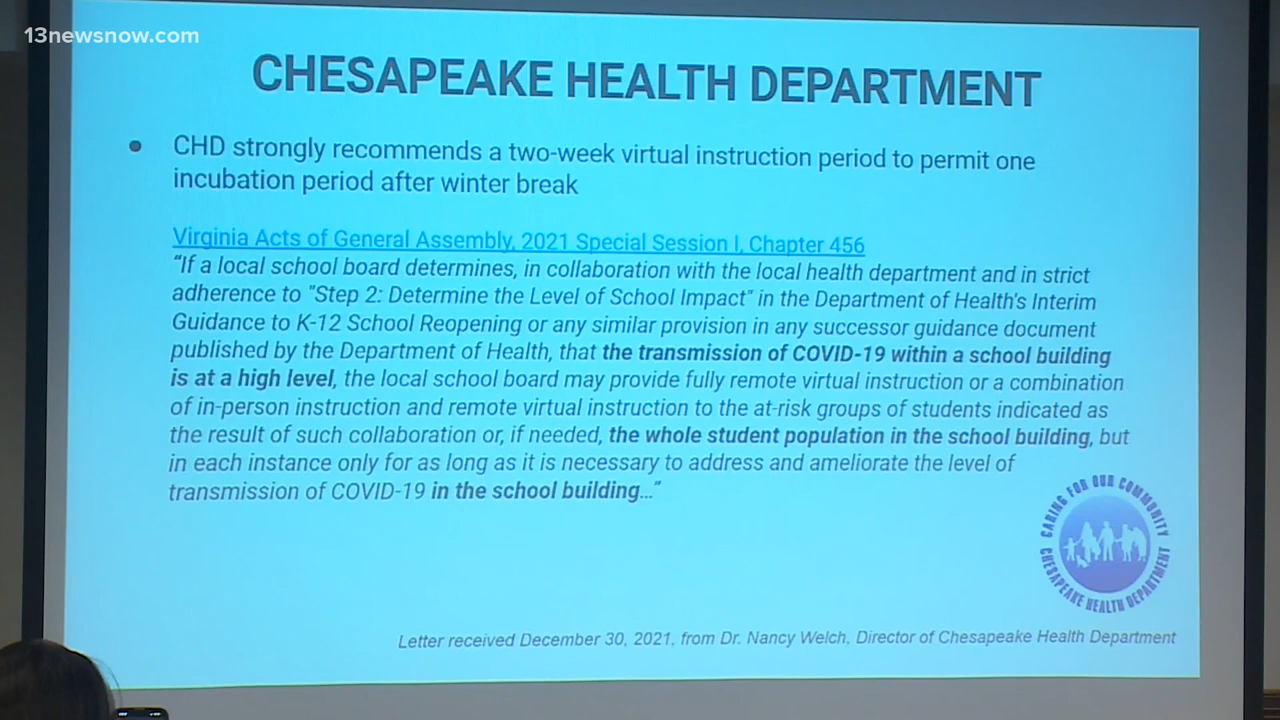 13newsnow.com
CHESAPEAKE HEALTH DEPARTMENT
• CHD strongly recommends a two-week virtual instruction period to permit one
incubation period after winter break
Virginia Acts of General Assembly, 2021 Special Session I, Chapter 456
“If a local school board determines, in collaboration with the local health department and in strict
adherence to "Step 2: Determine the Level of School Impact" in the Department of Health's Interim
Guidance to K-12 School Reopening or any similar provision in any successor guidance document
published by the Department of Health, that the transmission of COVID-19 within a school building
is at a high level, the local school board may provide fully remote virtual instruction or a combination
of in-person instruction and remote virtual instruction to the at-risk groups of students indicated as
the result of such collaboration or, if needed, the whole student population in the school building, but
in each instance only for as long as it is necessary to address and ameliorate the level of
transmission of COVID-19 in the school building...”
CARING FOR OUR COMMUNITY
CHESAPEAKE HEALTH DEPARTMENT
Letter received December 30, 2021, from Dr. Nancy Welch, Director of Chesapeake Health Department